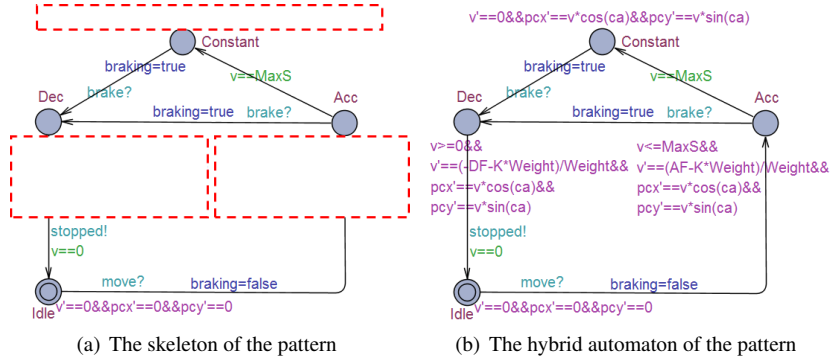 Constant
braking=true
brake?
v==MaxS
Dec
Acc
braking=true
brake?
stopped!
v==0
move?
braking=false
Idle
v'==0&&pcx'==0&&pcy'==0
(a) The skeleton of the pattern
v'==0&&pcx'==v*cos(ca)&&pcy'==v*sin(ca)
Constant
braking=true
brake?
v==MaxS
Dec
Acc
braking=true
brake?
v>=0&&
v'==(-DF-K*Weight)/Weight&&
pcx'==v*cos(ca)&&
pcy'==v*sin(ca)
v<=MaxS&&
v'==(AF-K*Weight)/Weight&&
pcx'==v*cos(ca)&&
pcy'==v*sin(ca)
stopped!
v==0
move?
braking=false
Idle
v'==0&&pcx'==0&&pcy'==0
(b) The hybrid automaton of the pattern